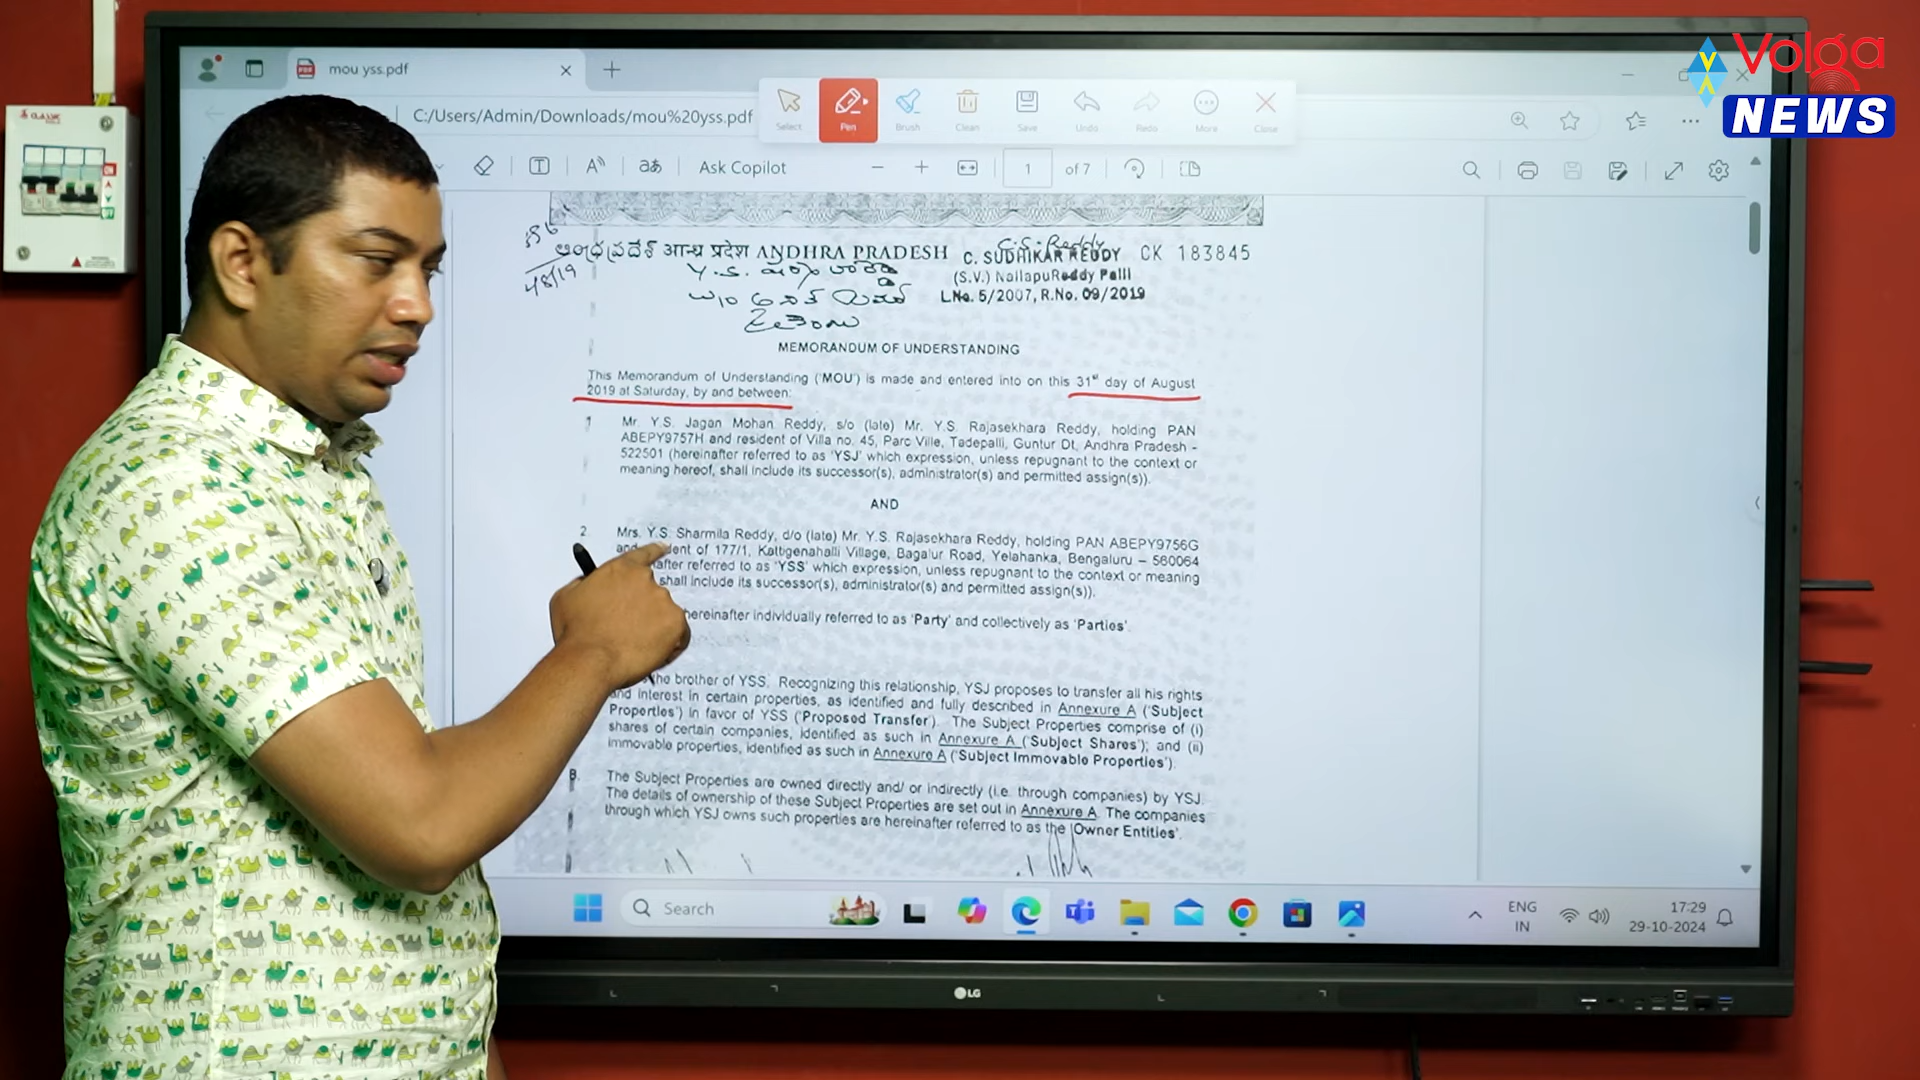 Volga
NEWS
mou yss.pdf
C:/Users/Admin/Downloads/mou%20yss.pdf
Select
Pen
Brush
Clean
Save
Undo
Redo
More
Close
Ask Copilot
1 of 7
ఆంధ్రప్రదేశ్ आन्ध्र प्रदेश ANDHRA PRADESH
C.S. Reddy
C. SUDHIKAR REDDY CK 183845
(S.V.) NallapuReddy Palli
L.No. 5/2007, R.No. 09/2019
MEMORANDUM OF UNDERSTANDING
This Memorandum of Understanding ('MOU') is made and entered into on this 31st day of August
2019 at Saturday, by and between:
1 Mr. Y.S. Jagan Mohan Reddy, s/o (late) Mr. Y.S. Rajasekhara Reddy, holding PAN
ABEPY9757H and resident of Villa no. 45, Parc Ville, Tadepalli, Guntur Dt, Andhra Pradesh -
522501 (hereinafter referred to as 'YSJ' which expression, unless repugnant to the context or
meaning hereof, shall include its successor(s), administrator(s) and permitted assign(s)).
AND
2. Mrs. Y.S. Sharmila Reddy, d/o (late) Mr. Y.S. Rajasekhara Reddy, holding PAN ABEPY9756G
of 177/1, Kattigenahalli Village, Bagalur Road, Yelahanka, Bengaluru – 560064
after referred to as 'YSS' which expression, unless repugnant to the context or meaning
shall include its successor(s), administrator(s) and permitted assign(s)).
hereinafter individually referred to as 'Party' and collectively as 'Parties'.
the brother of YSS. Recognizing this relationship, YSJ proposes to transfer all his rights
and interest in certain properties, as identified and fully described in Annexure A ('Subject
Properties') in favor of YSS ('Proposed Transfer'). The Subject Properties comprise of (i)
shares of certain companies, identified as such in Annexure A ('Subject Shares'); and (ii)
immovable properties, identified as such in Annexure A ('Subject Immovable Properties').
B. The Subject Properties are owned directly and/ or indirectly (i.e. through companies) by YSJ.
The details of ownership of these Subject Properties are set out in Annexure A. The companies
through which YSJ owns such properties are hereinafter referred to as the 'Owner Entities'.
Search
ENG
IN
17:29
29-10-2024
LG